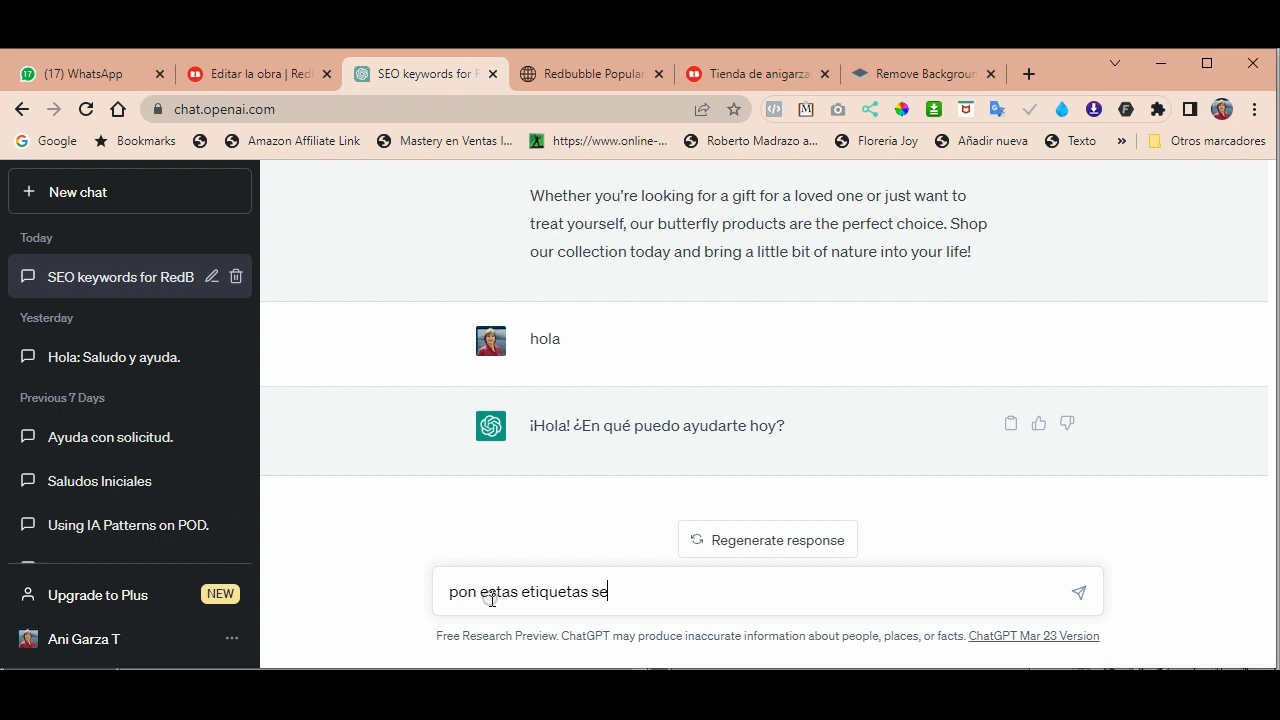 (17) WhatsApp
Editar la obra | Red
SEO keywords for R
Redbubble Popular
Tienda de anigarza
Remove Backgroun
chat.openai.com
Google
Bookmarks
Amazon Affiliate Link
Mastery en Ventas I...
https://www.online-...
Roberto Madrazo a...
Floreria Joy
Añadir nueva
Texto
»
Otros marcadores
+ New chat
Today
SEO keywords for RedB
Yesterday
Hola: Saludo y ayuda.
Previous 7 Days
Ayuda con solicitud.
Saludos Iniciales
Using IA Patterns on POD.
Upgrade to Plus NEW
Ani Garza T ...
Whether you're looking for a gift for a loved one or just want to
treat yourself, our butterfly products are the perfect choice. Shop
our collection today and bring a little bit of nature into your life!
hola
¡Hola! ¿En qué puedo ayudarte hoy?
Regenerate response
pon estas etiquetas se
Free Research Preview. ChatGPT may produce inaccurate information about people, places, or facts. ChatGPT Mar 23 Version